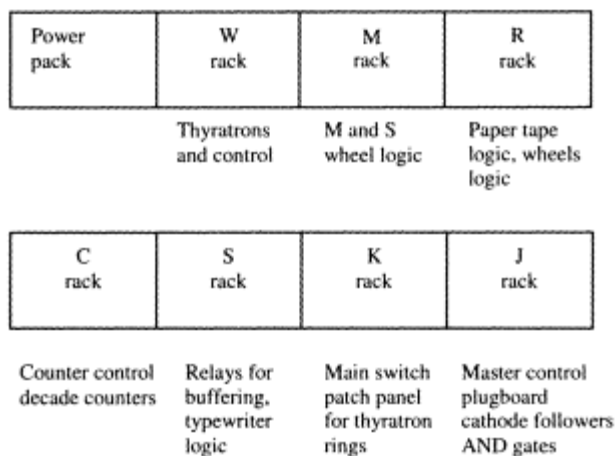 Power
pack
W
rack
M
rack
R
rack
Thyratrons
and control
M and S
wheel logic
Paper tape
logic, wheels
logic
C
rack
S
rack
K
rack
J
rack
Counter control
decade counters
Relays for
buffering,
typewriter
logic
Main switch
patch panel
for thyratron
rings
Master control
plugboard
cathode followers
AND gates